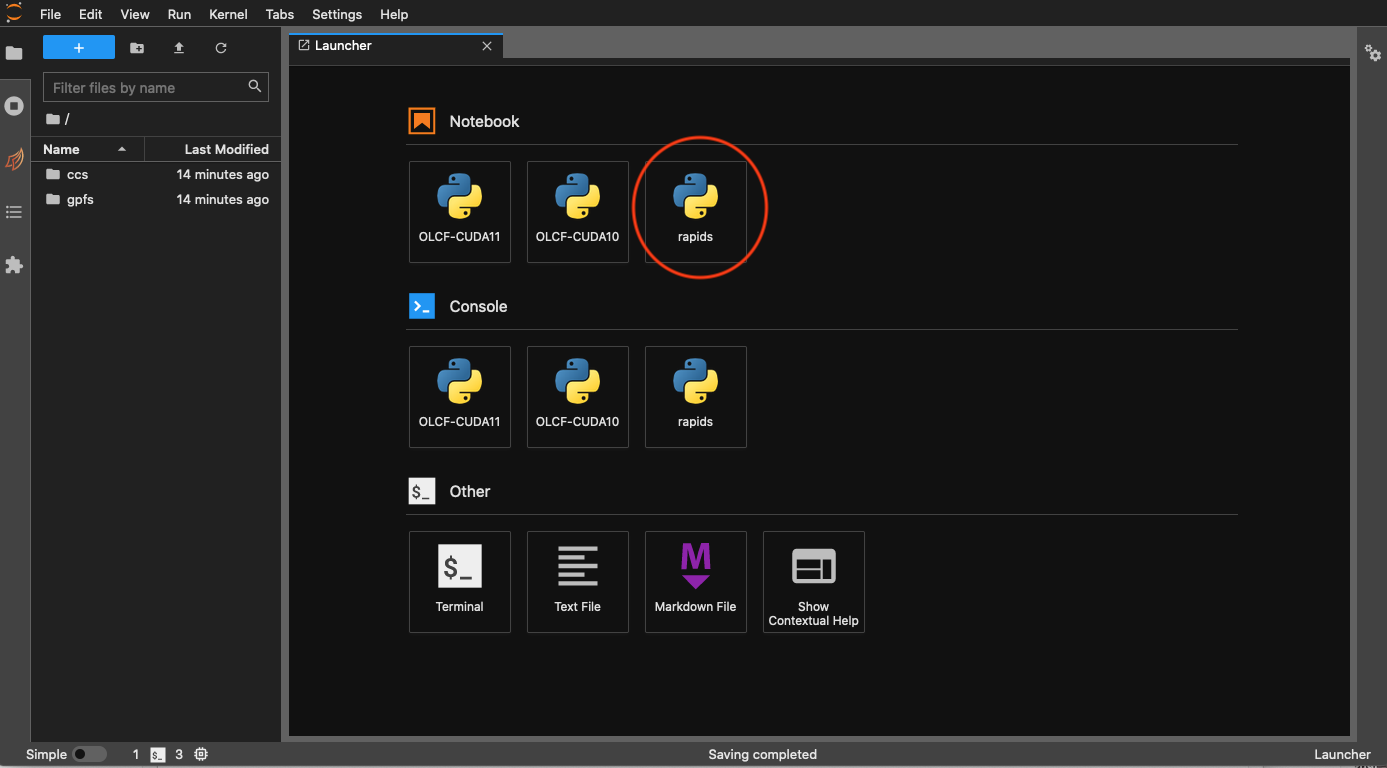 File Edit View Run Kernel Tabs Settings Help
+
Filter files by name
/
Name Last Modified
ccs 14 minutes ago
gpfs 14 minutes ago
Launcher
Notebook
OLCF-CUDA11 OLCF-CUDA10 rapids
>_ Console
OLCF-CUDA11 OLCF-CUDA10 rapids
$_ Other
$_ M
Terminal Text File Markdown File Show
Contextual Help
Simple 1 $_ 3 Saving completed Launcher